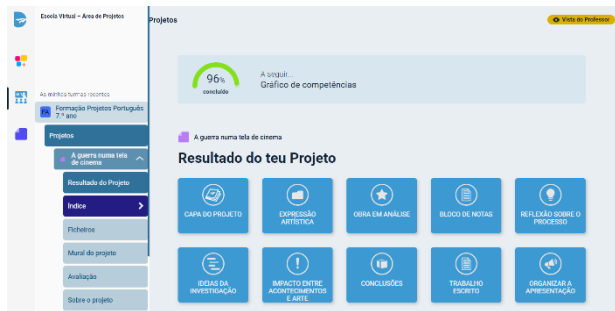 Escola Virtual – Área de Projetos
Projetos
Vista do Professor
96%
concluído
A seguir...
Gráfico de competências
As minhas turmas recentes
PA
Formação Projetos Português
7.º ano
Projetos
A guerra numa tela
de cinema
Resultado do Projeto
Índice
Ficheiros
Mural do projeto
Avaliação
Sobre o projeto
A guerra numa tela de cinema
Resultado do teu Projeto
CAPA DO PROJETO
EXPRESSÃO
ARTÍSTICA
OBRA EM ANÁLISE
BLOCO DE NOTAS
REFLEXÃO SOBRE O
PROCESSO
IDEIAS DA
INVESTIGAÇÃO
IMPACTO ENTRE
ACONTECIMENTOS
E ARTE
CONCLUSÕES
TRABALHO
ESCRITO
ORGANIZAR A
APRESENTAÇÃO